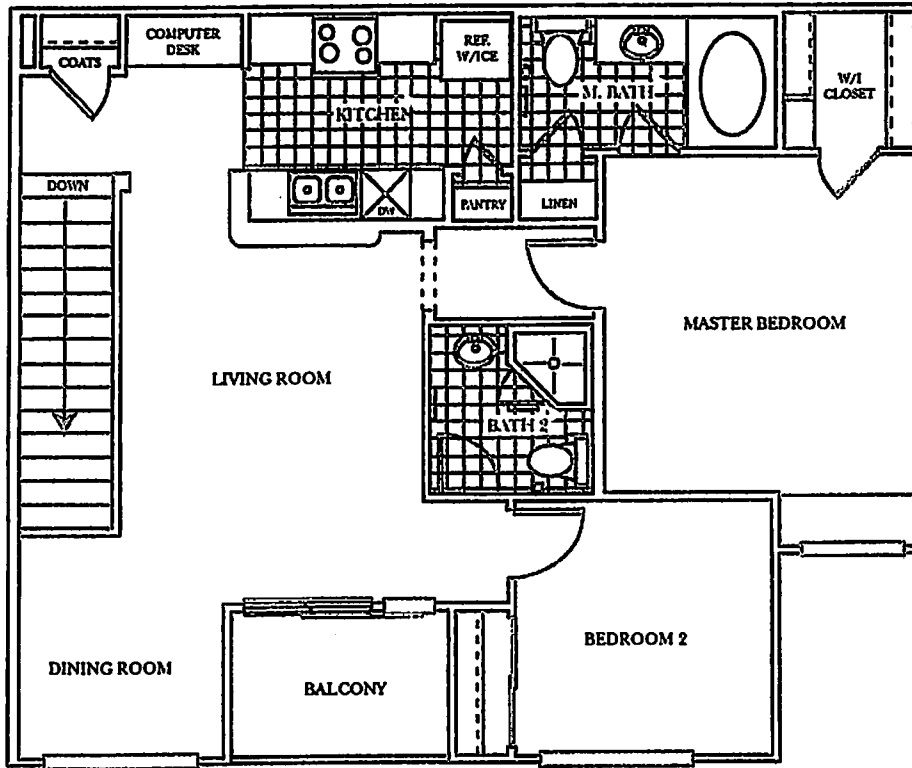 COMPUTER
DESK
COATS
REF.
W/ICE
KITCHEN
M. BATH
W/I
CLOSET
DOWN
DW
PANTRY
LINEN
MASTER BEDROOM
LIVING ROOM
BATH 2
BEDROOM 2
DINING ROOM
BALCONY